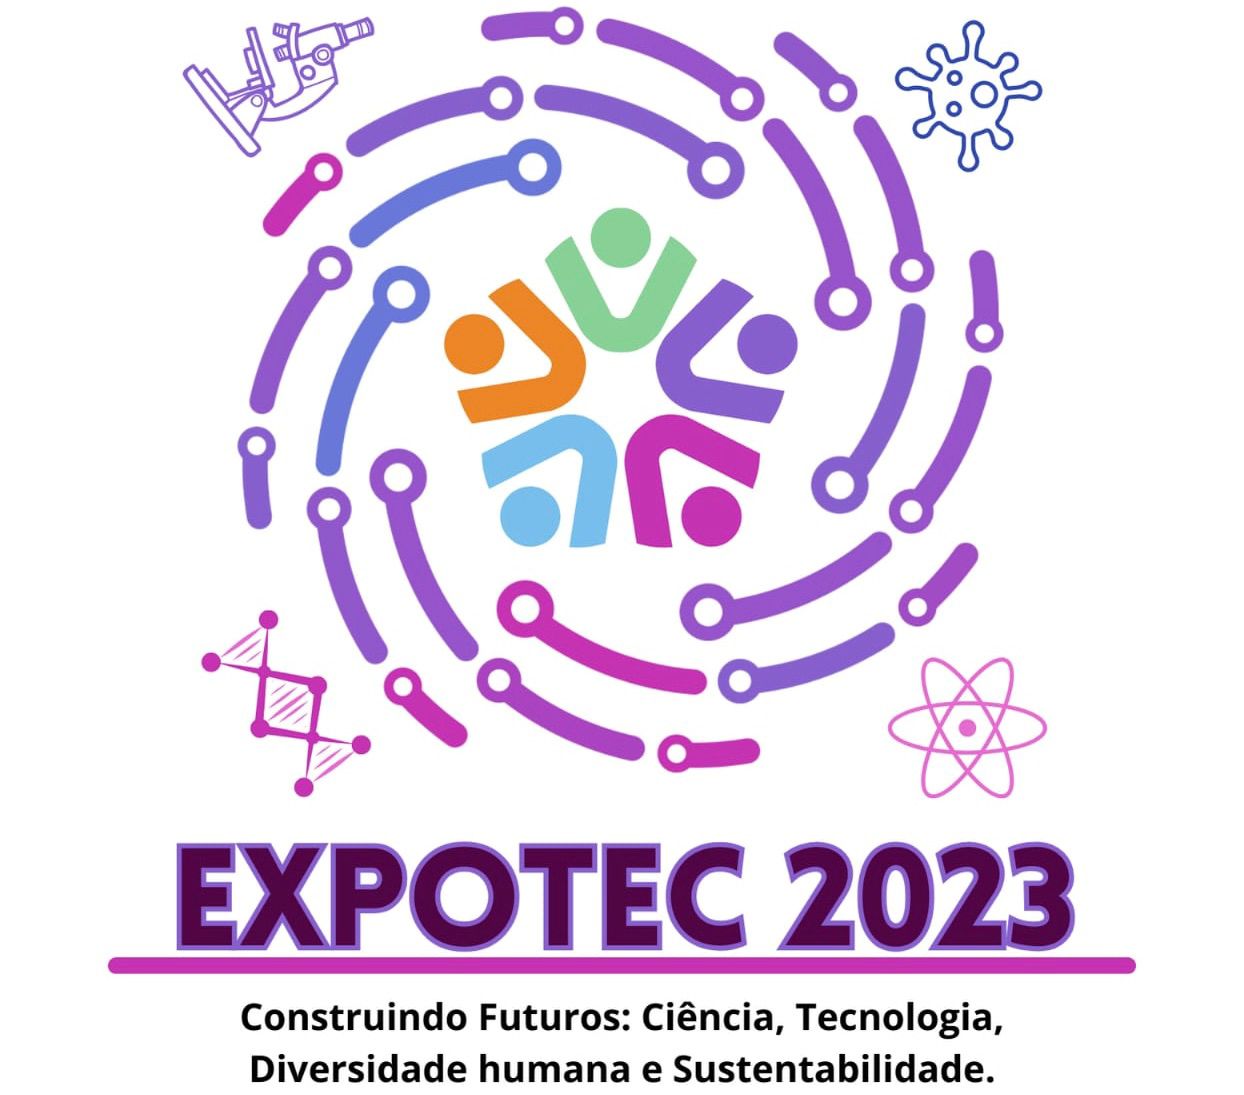 EXPOTEC 2023
Construindo Futuros: Ciência, Tecnologia,
Diversidade humana e Sustentabilidade.